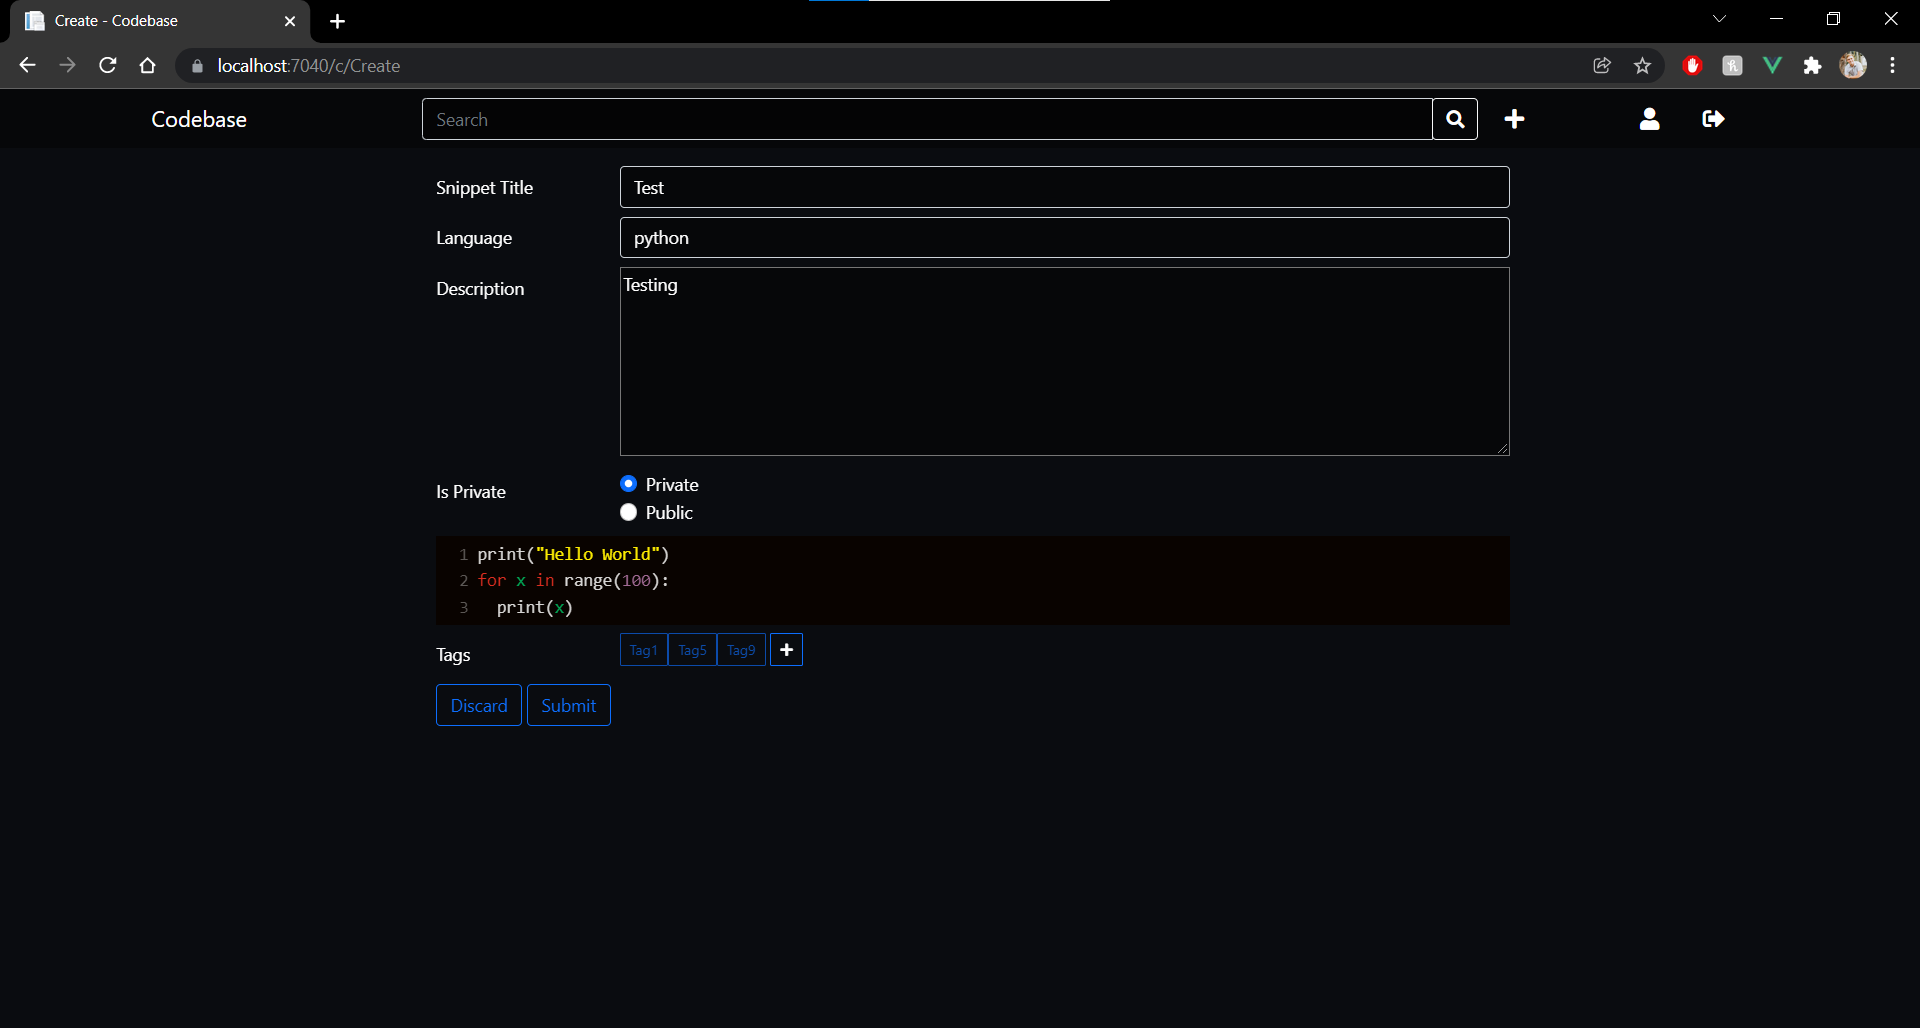 Create - Codebase
localhost:7040/c/Create
Codebase
Search
Snippet Title
Test
Language
python
Description
Testing
Is Private
Private
Public
1 print("Hello World")
2 for x in range(100):
3   print(x)
Tags
Tag1 Tag5 Tag9
Discard Submit